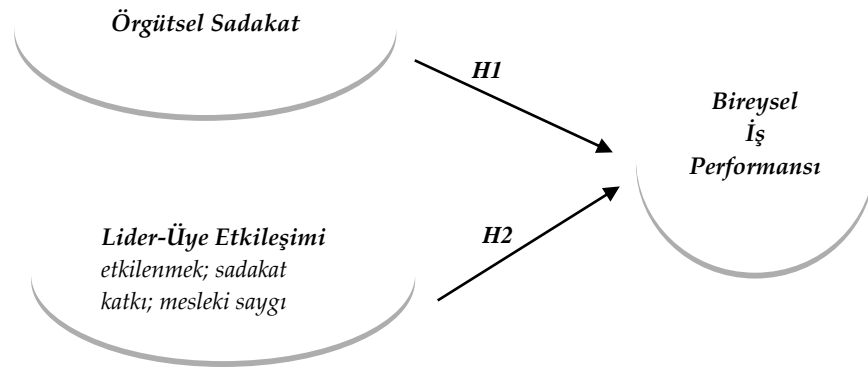 Örgütsel Sadakat
H1
Bireysel
İş
Performansı
Lider-Üye Etkileşimi
etkilenmek; sadakat
katkı; mesleki saygı
H2